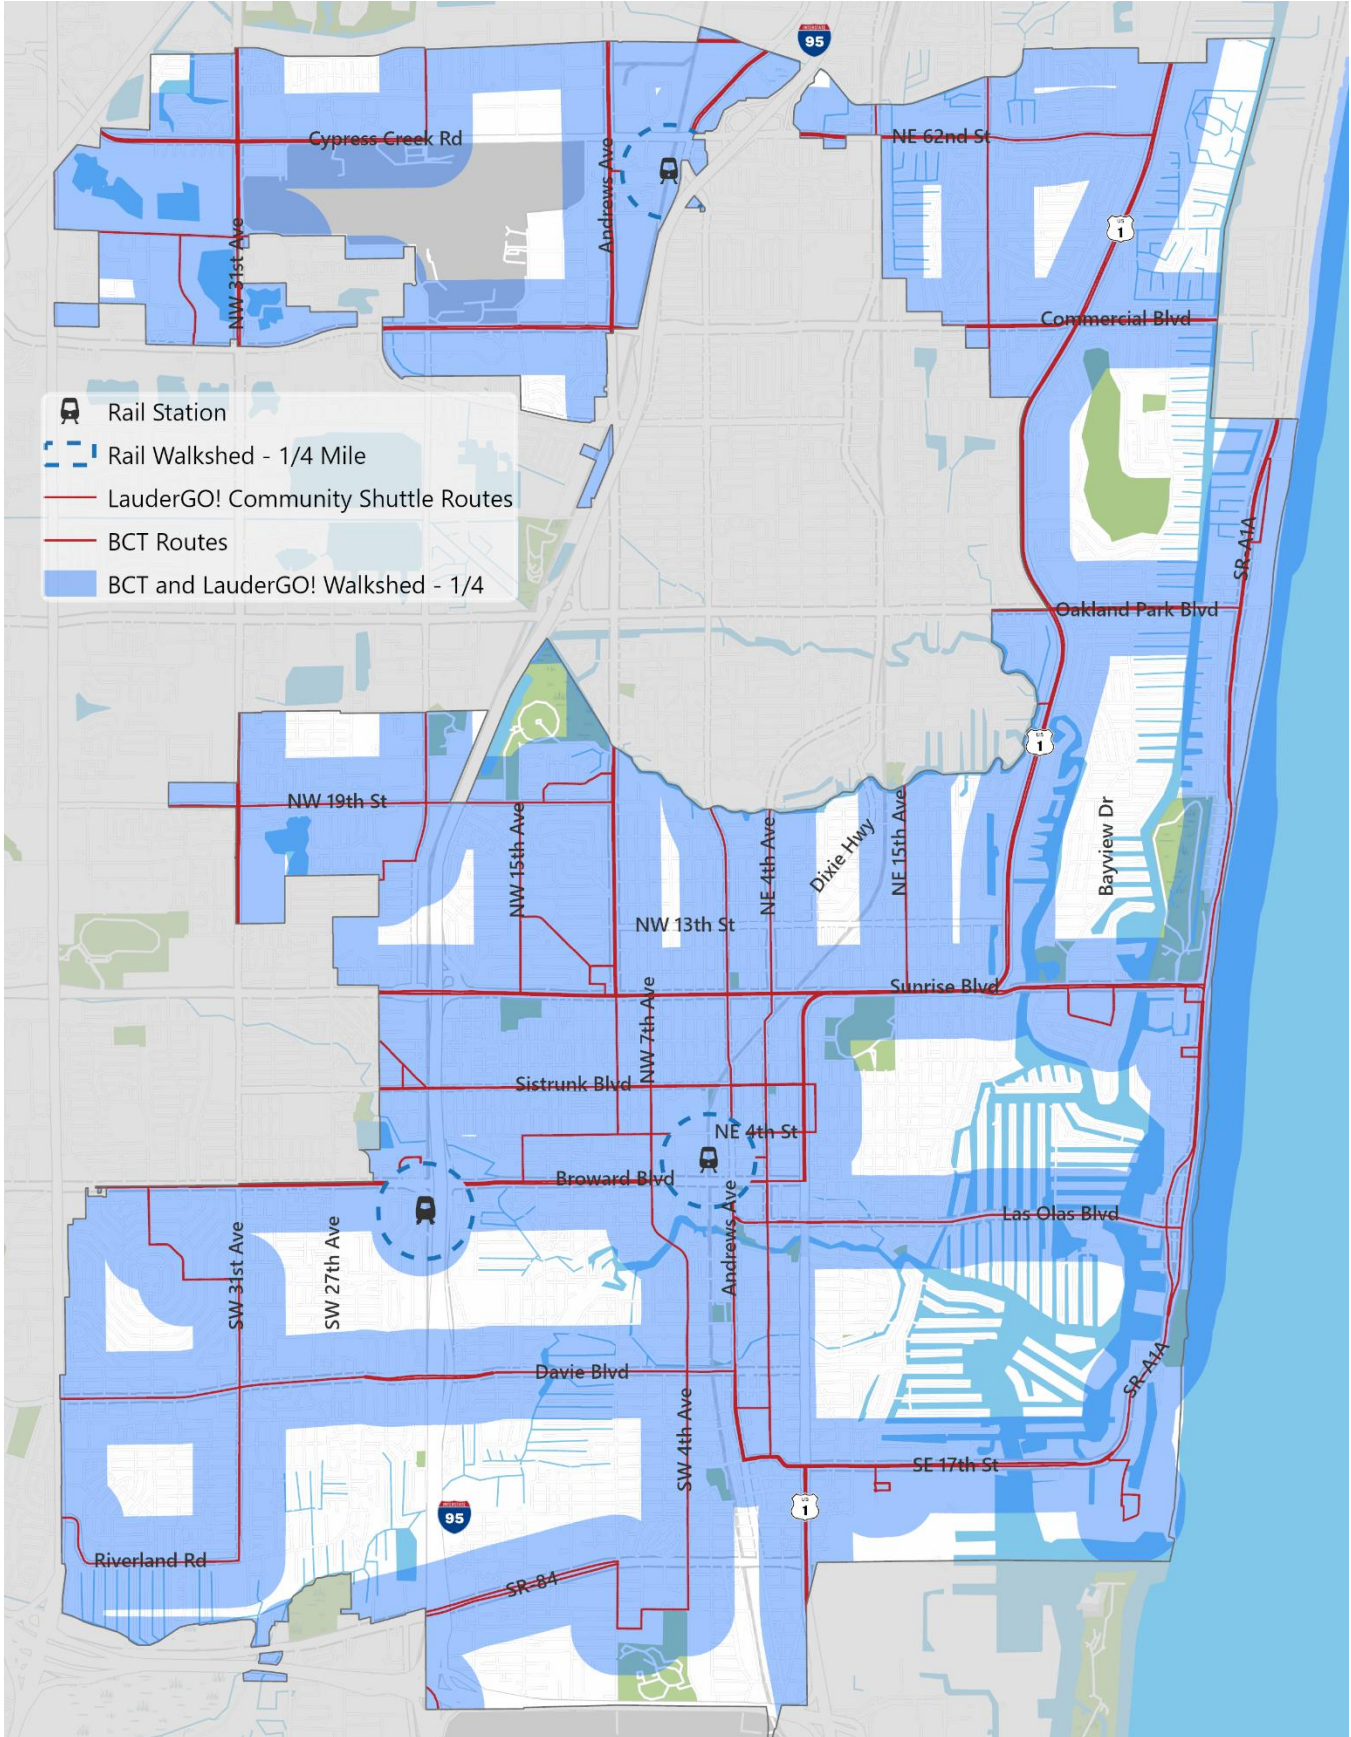 INTERSTATE
95
Cypress Creek Rd
NE 62nd St
Andrews Ave
US
1
NW 31st Ave
Commercial Blvd
Rail Station
Rail Walkshed - 1/4 Mile
LauderGO! Community Shuttle Routes
BCT Routes
BCT and LauderGO! Walkshed - 1/4
SR-A1A
Oakland Park Blvd
US
1
NW 19th St
NW 15th Ave
NE 4th Ave
Dixie Hwy
NE 15th Ave
Bayview Dr
NW 13th St
Sunrise Blvd
NW 7th Ave
Sistrunk Blvd
NE 4th St
Broward Blvd
Las Olas Blvd
SW 31st Ave
SW 27th Ave
Andrews Ave
Davie Blvd
SR-A1A
SW 4th Ave
SE 17th St
INTERSTATE
95
US
1
Riverland Rd
SR-84